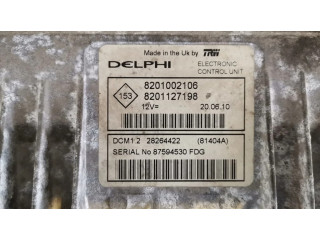 Made in the Uk by TRW
DELPHI
ELECTRONIC
CONTROL UNIT
8201002106
153
8201127198
12V=
20.06.10
DCM1.2 28264422 (61404A)
SERIAL No 87594530 FDG